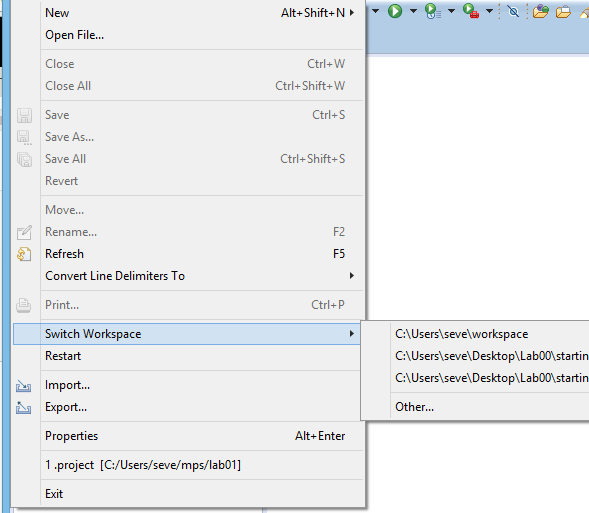 New Alt+Shift+N
Open File...
Close Ctrl+W
Close All Ctrl+Shift+W
Save Ctrl+S
Save As...
Save All Ctrl+Shift+S
Revert
Move...
Rename... F2
Refresh F5
Convert Line Delimiters To
Print... Ctrl+P
Switch Workspace
Restart
Import...
Export...
Properties Alt+Enter
1 .project [C:/Users/seve/mps/lab01]
Exit
C:\Users\seve\workspace
C:\Users\seve\Desktop\Lab00\startin
C:\Users\seve\Desktop\Lab00\startin
Other...